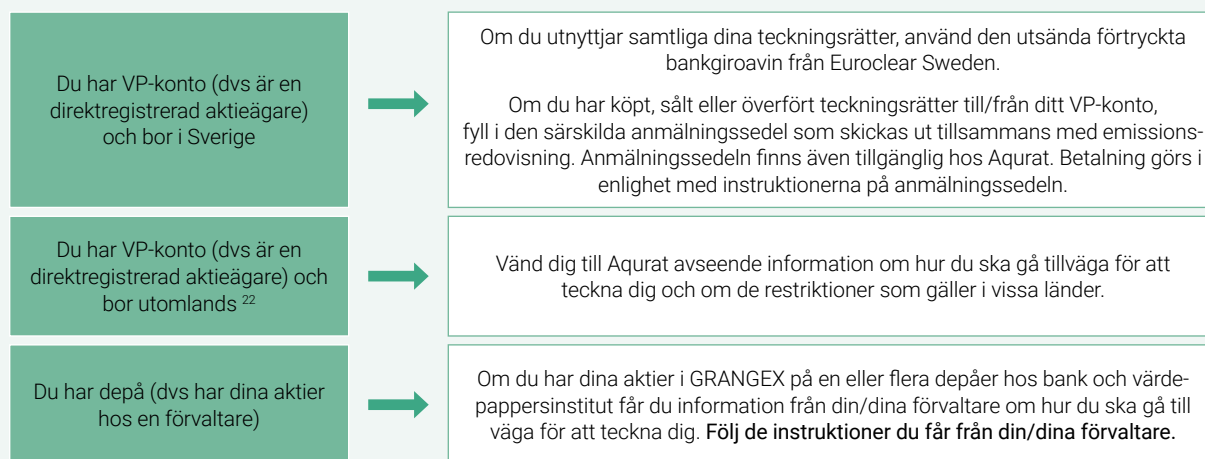 Du har VP-konto (dvs är en
direktregistrerad aktieägare)
och bor i Sverige
Om du utnyttjar samtliga dina teckningsrätter, använd den utsända förtryckta
bankgiroavin från Euroclear Sweden.
Om du har köpt, sålt eller överfört teckningsrätter till/från ditt VP-konto,
fyll i den särskilda anmälningssedel som skickas ut tillsammans med emissions-
redovisning. Anmälningssedeln finns även tillgänglig hos Aqurat. Betalning görs i
enlighet med instruktionerna på anmälningssedeln.
Du har VP-konto (dvs är en
direktregistrerad aktieägare) och
bor utomlands 22
Vänd dig till Aqurat avseende information om hur du ska gå tillväga för att
teckna dig och om de restriktioner som gäller i vissa länder.
Du har depå (dvs har dina aktier
hos en förvaltare)
Om du har dina aktier i GRANGEX på en eller flera depåer hos bank och värde-
pappersinstitut får du information från din/dina förvaltare om hur du ska gå till
väga för att teckna dig. Följ de instruktioner du får från din/dina förvaltare.